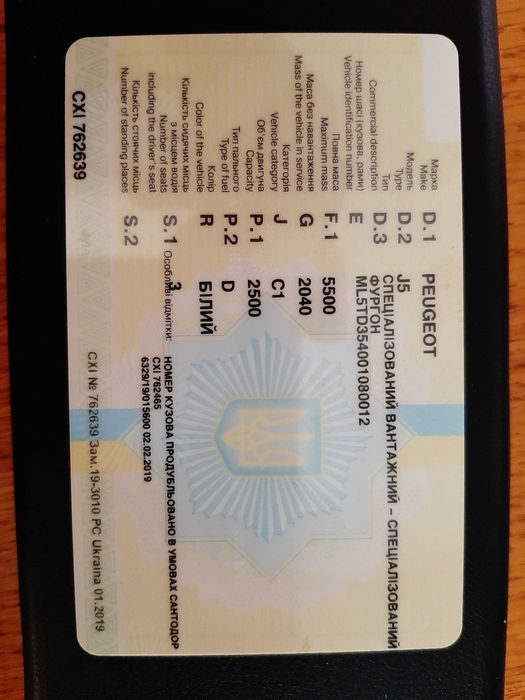 Марка
Make D.1 PEUGEOT
Модель D.2 J5
Тип
Type D.3 СПЕЦІАЛІЗОВАНИЙ ВАНТАЖНИЙ - СПЕЦІАЛІЗОВАНИЙ
Commercial description ФУРГОН
Номер шасі (кузова, рами)
Vehicle identification number E ML5TD354001080012
Повна маса
Maximum mass F.1 5500
Маса без навантаження
Mass of the vehicle in service G 2040
Категорія
Vehicle category J C1
Об'єм двигуна
Capacity P.1 2500
Тип пального
Type of fuel P.2 D
Колір
Color of the vehicle R БІЛИЙ
Кількість сидячих місць
з місцем водія
Number of seats
including the driver's seat S.1 3
Особливі відмітки:
НОМЕР КУЗОВА ПРОДУБЛЬОВАНО В УМОВАХ САНТОДОР
CXI 762465
6329/19/015600 02.02.2019
Кількість стоячих місць
Number of standing places S.2
CXI 762639
CXI № 762639 Зам.19-3010 PC Ukraina 01.2019